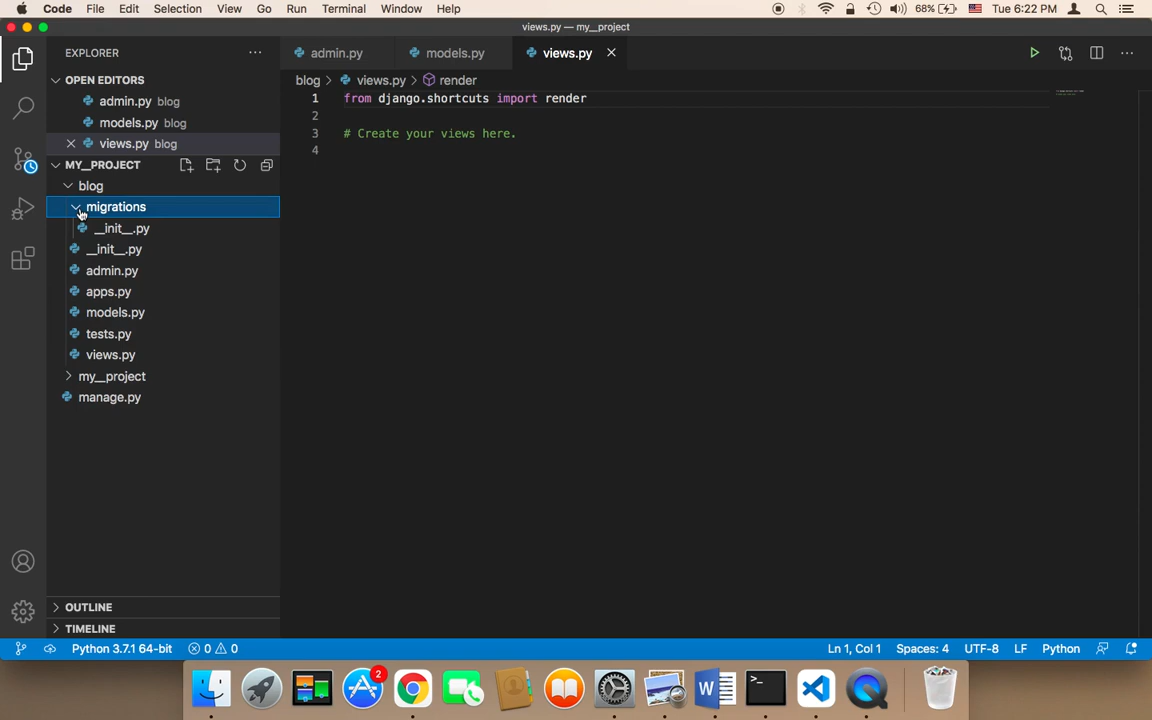 Code File Edit Selection View Go Run Terminal Window Help 68% Tue 6:22 PM
views.py — my__project
EXPLORER
admin.py models.py views.py
OPEN EDITORS
admin.py blog
models.py blog
views.py blog
MY__PROJECT
blog
migrations
__init__.py
__init__.py
admin.py
apps.py
models.py
tests.py
views.py
my__project
manage.py
OUTLINE
TIMELINE
blog > views.py > render
1 from django.shortcuts import render
2
3 # Create your views here.
4
Python 3.7.1 64-bit 0 0 Ln 1, Col 1 Spaces: 4 UTF-8 LF Python
2
W
>_